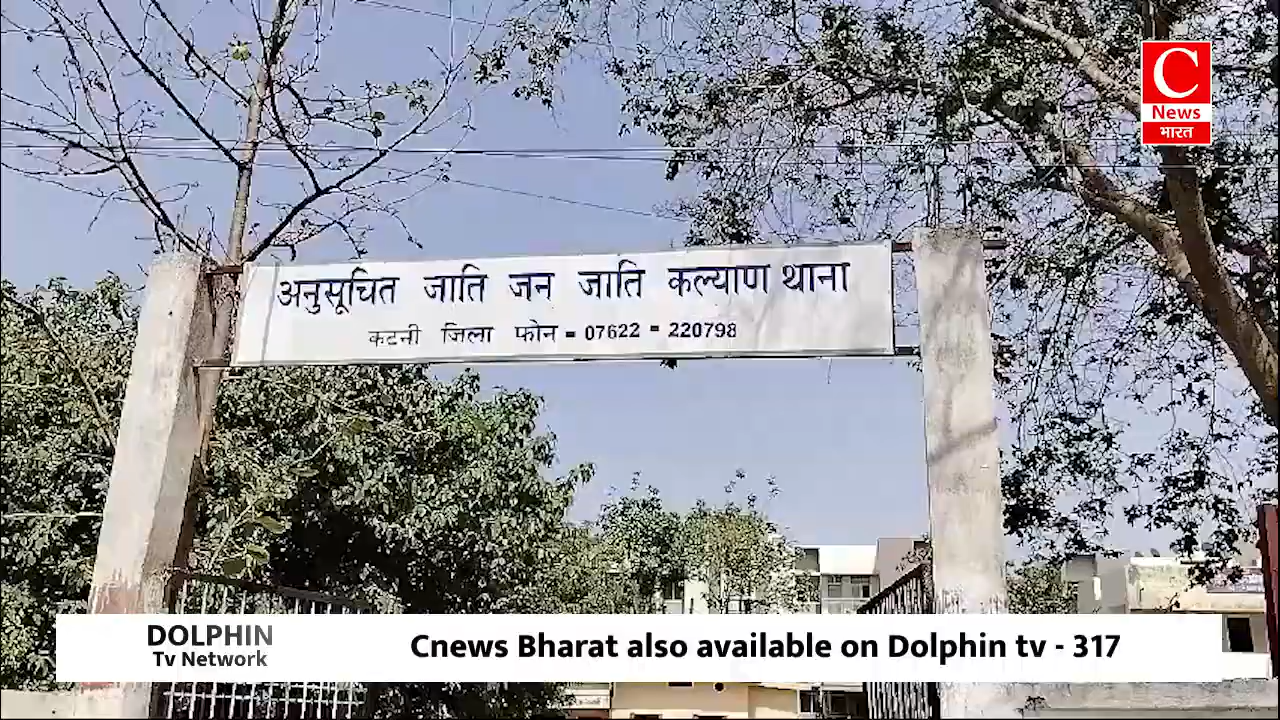 C
News
भारत
अनुसूचित जाति जन जाति कल्याण थाना
कटनी जिला फोन = 07622 = 220798
DOLPHIN
Tv Network
Cnews Bharat also available on Dolphin tv - 317